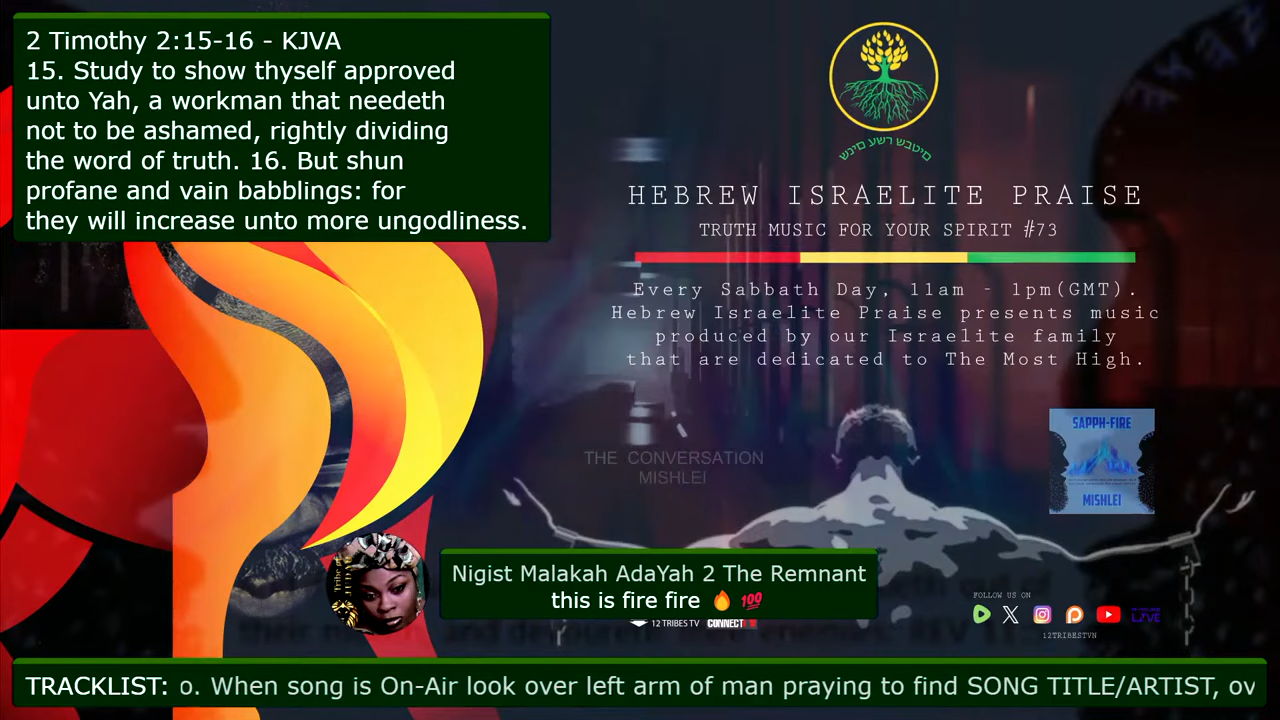 2 Timothy 2:15-16 - KJVA
15. Study to show thyself approved
unto Yah, a workman that needeth
not to be ashamed, rightly dividing
the word of truth. 16. But shun
profane and vain babblings: for
they will increase unto more ungodliness.
שנים עשר שבטים
HEBREW ISRAELITE PRAISE
TRUTH MUSIC FOR YOUR SPIRIT #73
Every Sabbath Day, 11am - 1pm(GMT).
Hebrew Israelite Praise presents music
produced by our Israelite family
that are dedicated to The Most High.
THE CONVERSATION
MISHLEI
SAPPH-FIRE
MISHLEI
Nigist Malakah AdaYah 2 The Remnant
this is fire fire 🔥 💯
12 TRIBES TV
FOLLOW US ON
LIVE
12TRIBESTVN
TRACKLIST: o. When song is On-Air look over left arm of man praying to find SONG TITLE/ARTIST, ov